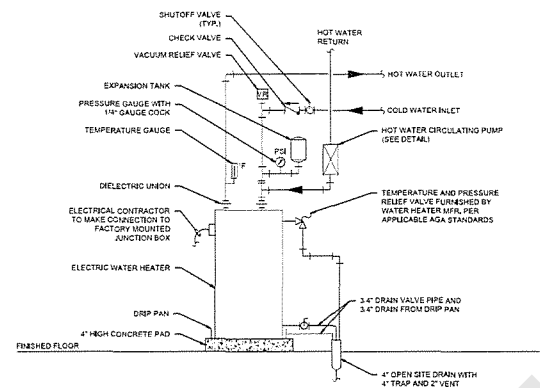 SHUTOFF VALVE
(TYP.)
CHECK VALVE
VACUUM RELIEF VALVE
HOT WATER
RETURN
HOT WATER OUTLET
EXPANSION TANK
PRESSURE GAUGE WITH
1/4" GAUGE COCK
COLD WATER INLET
TEMPERATURE GAUGE
HOT WATER CIRCULATING PUMP
(SEE DETAIL)
PSI
°F
DIELECTRIC UNION
TEMPERATURE AND PRESSURE
RELIEF VALVE FURNISHED BY
WATER HEATER MFR. PER
APPLICABLE AGA STANDARDS
ELECTRICAL CONTRACTOR
TO MAKE CONNECTION TO
FACTORY MOUNTED
JUNCTION BOX
ELECTRIC WATER HEATER
3.4" DRAIN VALVE PIPE AND
3.4" DRAIN FROM DRIP PAN
DRIP PAN
4" HIGH CONCRETE PAD
FINISHED FLOOR
4" OPEN SITE DRAIN WITH
4" TRAP AND 2" VENT